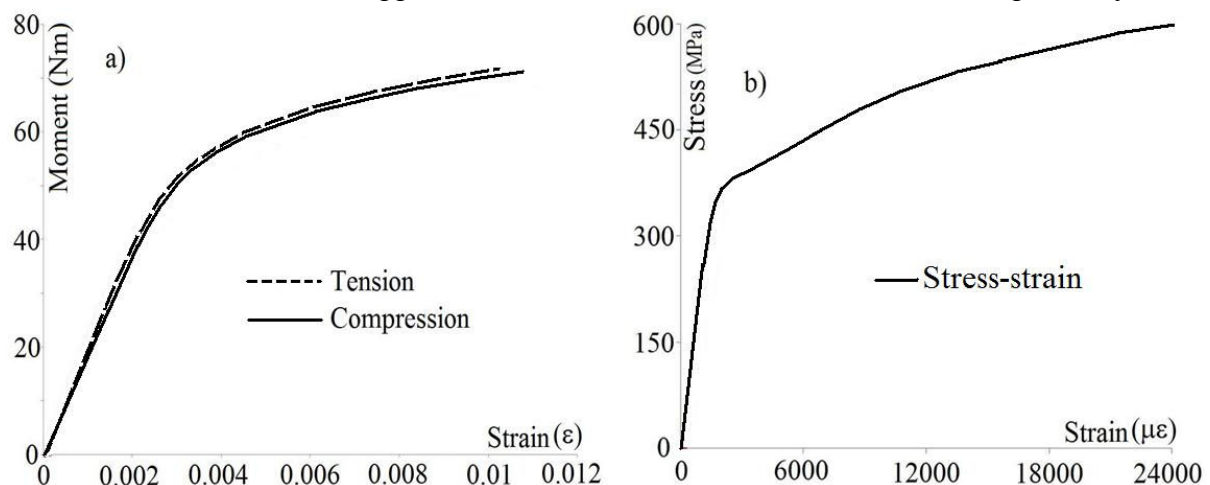 80
60
40
20
0
Moment (Nm)
a)
Tension
Compression
Strain (ε)
0 0.002 0.004 0.006 0.008 0.01 0.012
600
450
300
150
0
Stress (MPa)
b)
Stress-strain
Strain (με)
0 6000 12000 18000 24000